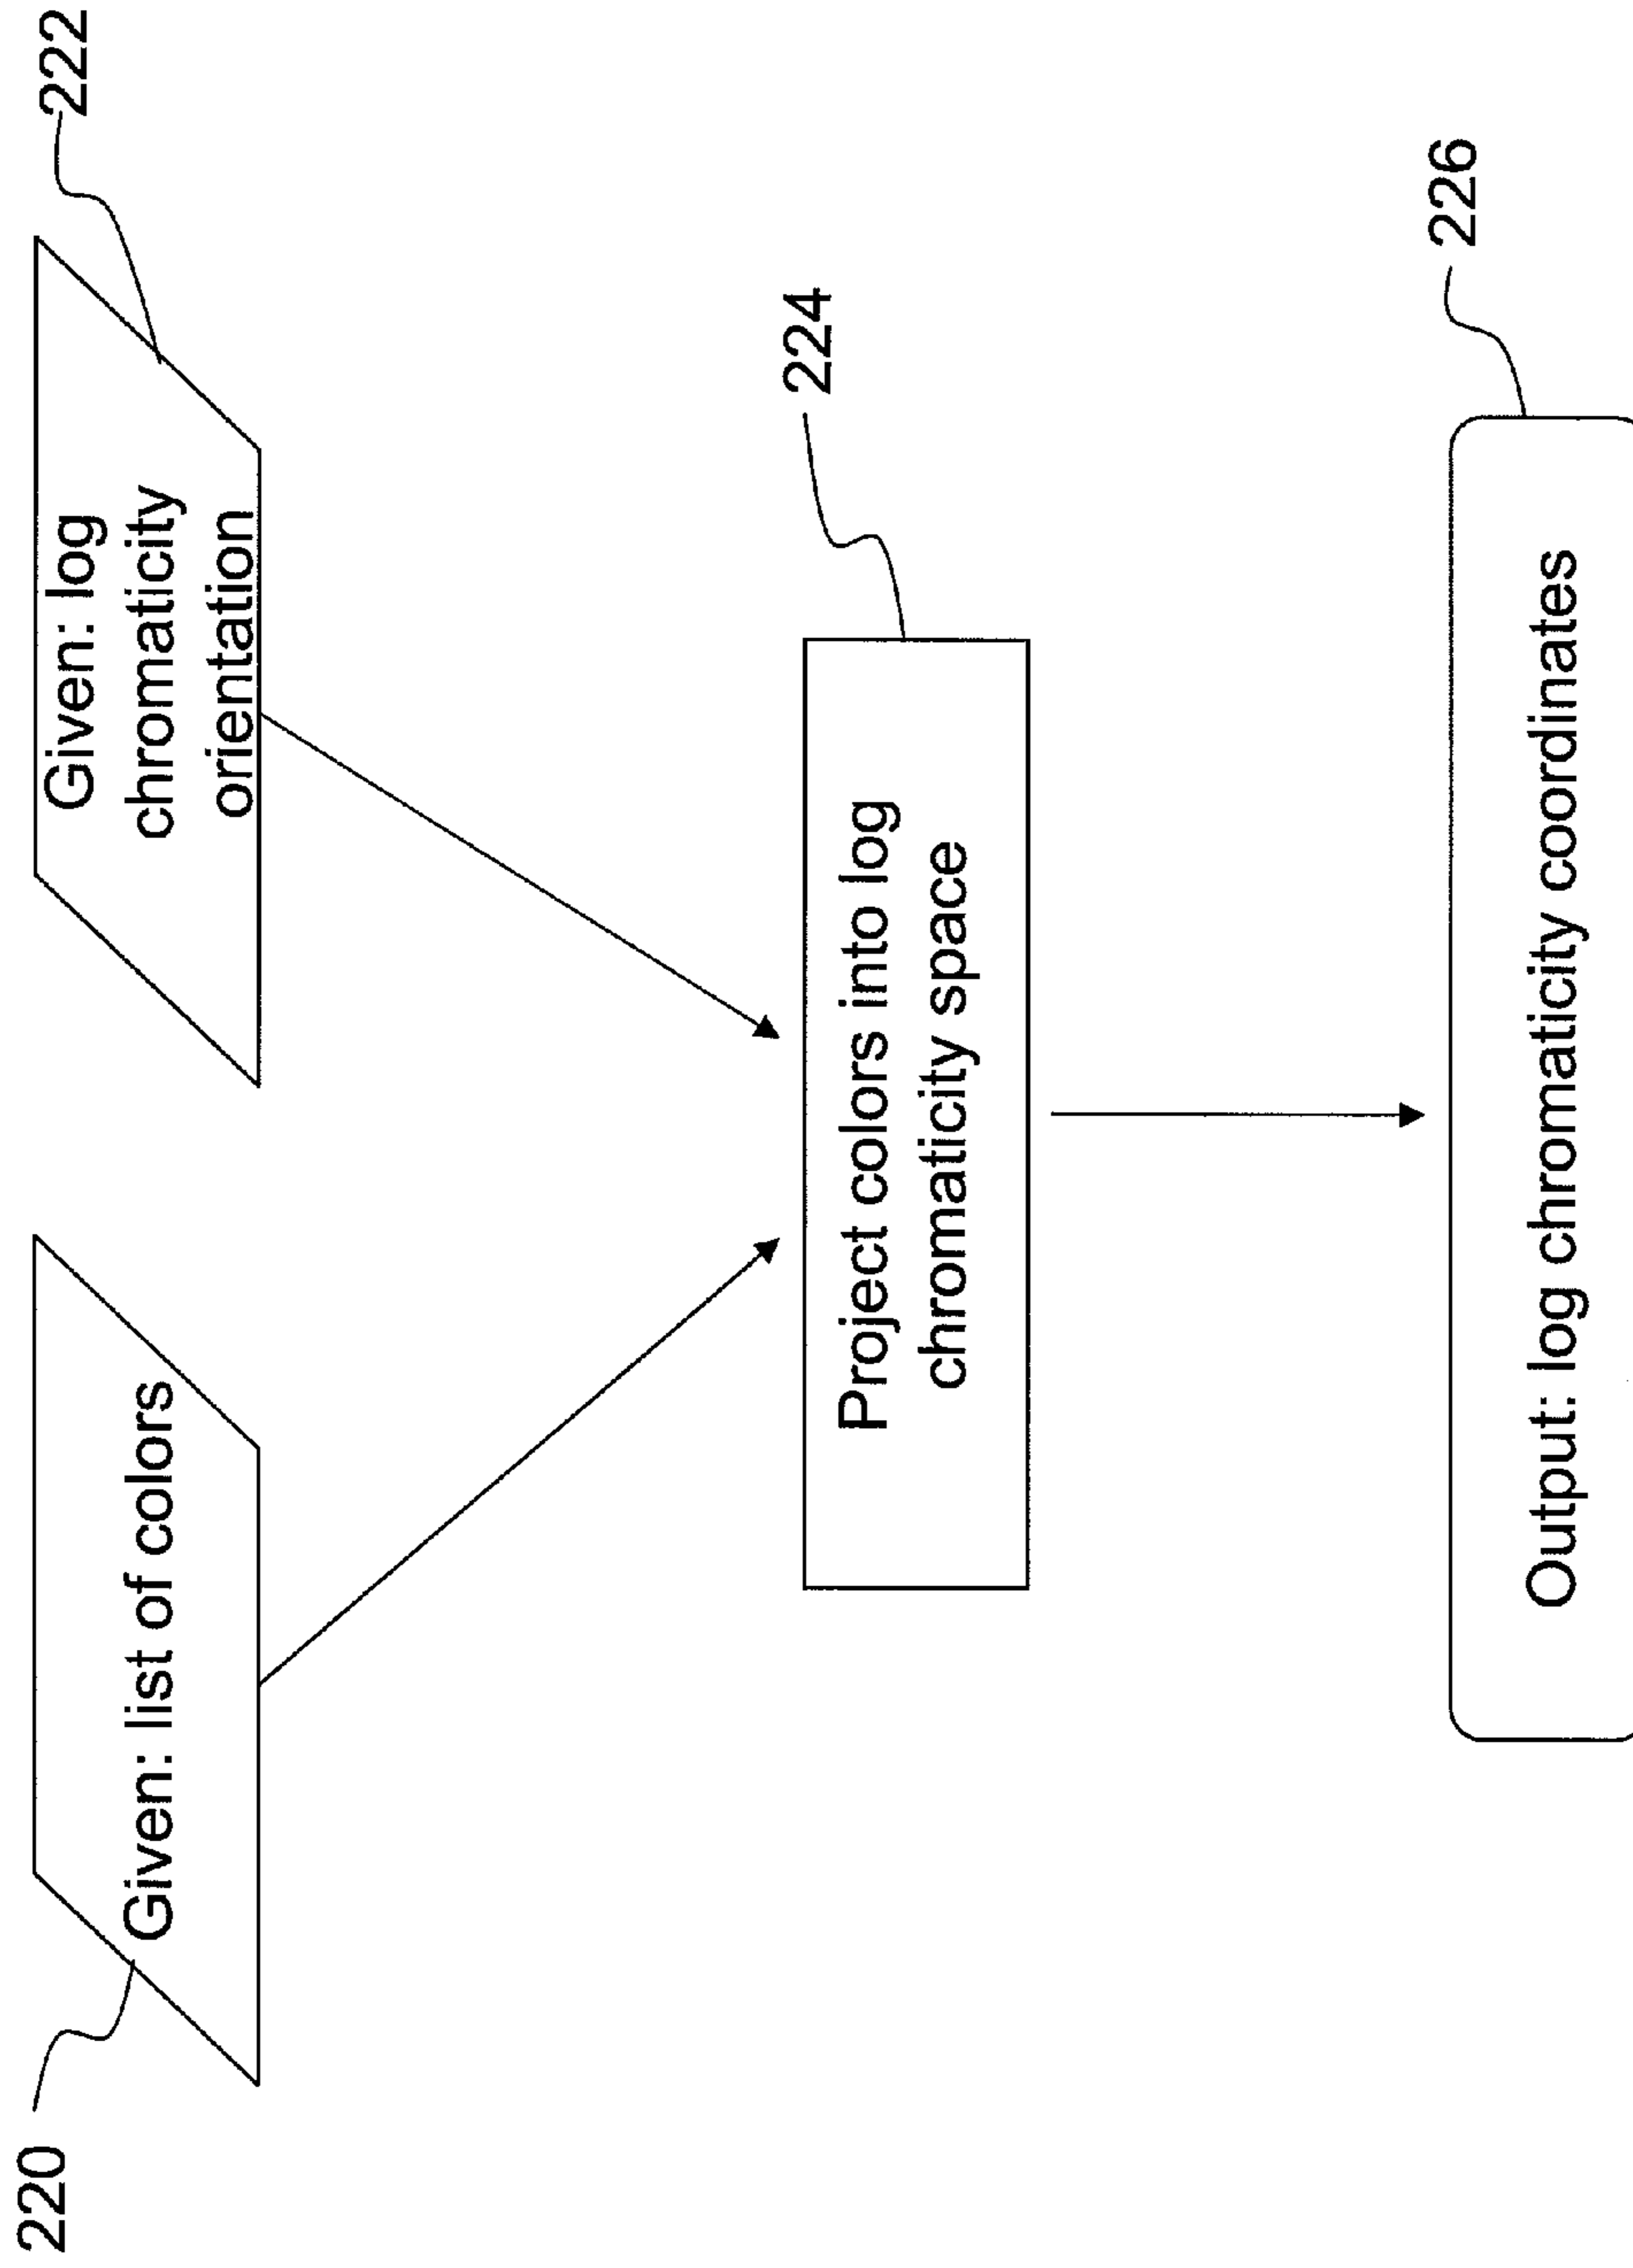 220
Given: list of colors
Given: log
chromaticity
orientation
222
Project colors into log
chromaticity space
224
Output: log chromaticity coordinates
226